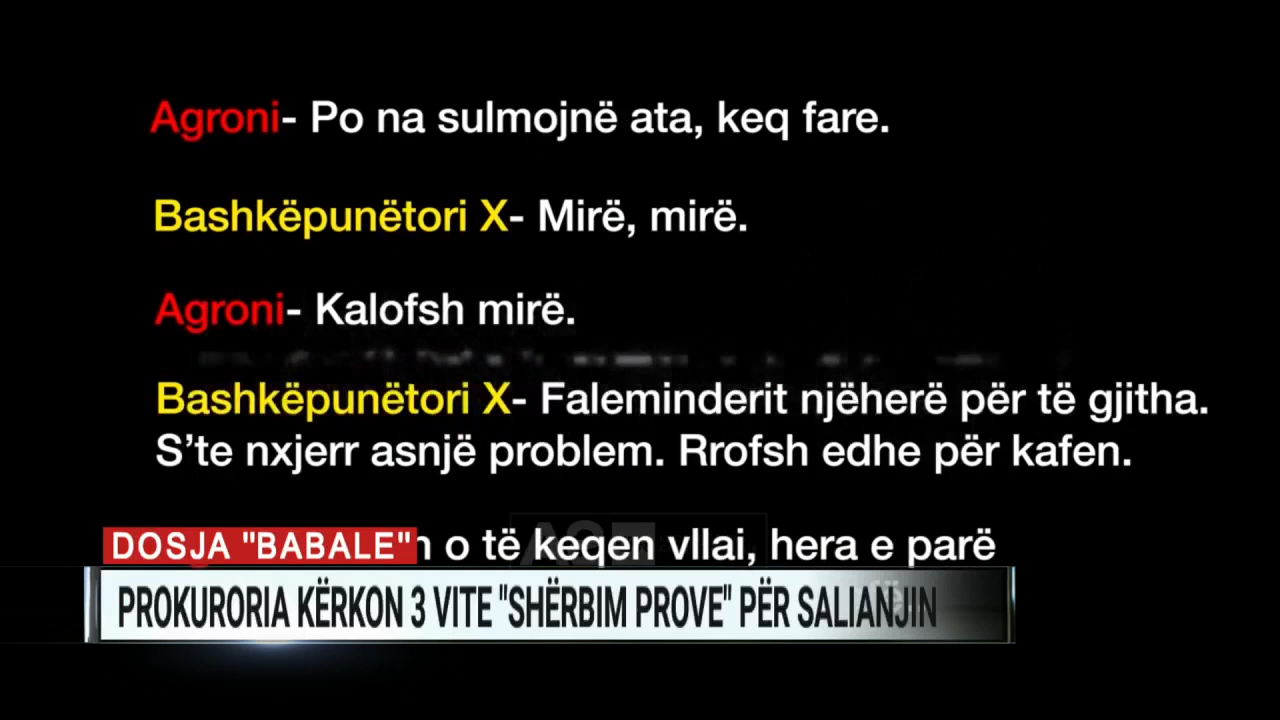 Agroni- Po na sulmojnë ata, keq fare.
Bashkëpunëtori X- Mirë, mirë.
Agroni- Kalofsh mirë.
Bashkëpunëtori X- Faleminderit njëherë për të gjitha.
S'te nxjerr asnjë problem. Rrofsh edhe për kafen.
o të keqen vllai, hera e parë
DOSJA "BABALE"
PROKURORIA KËRKON 3 VITE "SHËRBIM PROVE" PËR SALIANJIN